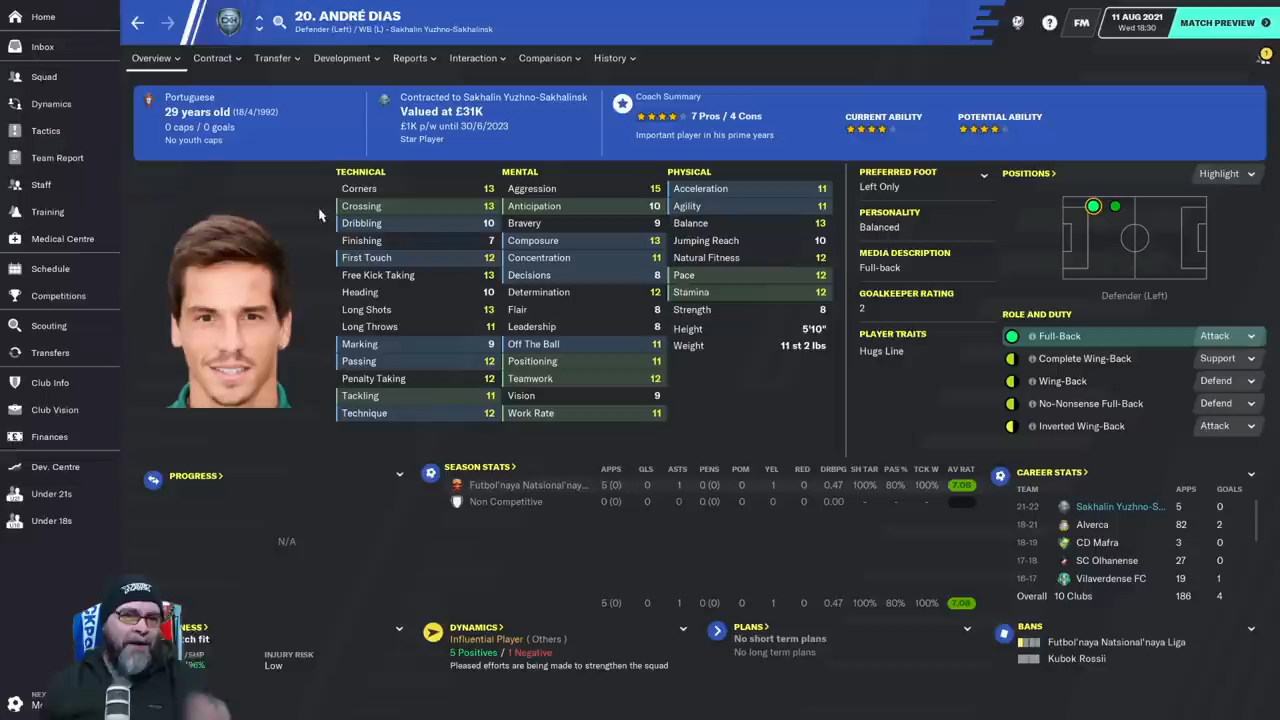 Home
Inbox
Squad
Dynamics
Tactics
Team Report
Staff
Training
Medical Centre
Schedule
Competitions
Scouting
Transfers
Club Info
Club Vision
Finances
Dev. Centre
Under 21s
Under 18s
20. ANDRÉ DIAS
Defender (Left) / WB (L) - Sakhalin Yuzhno-Sakhalinsk
FM
11 AUG 2021
Wed 18:30
MATCH PREVIEW
1
Overview
Contract
Transfer
Development
Reports
Interaction
Comparison
History
Portuguese
29 years old (18/4/1992)
0 caps / 0 goals
No youth caps
Contracted to Sakhalin Yuzhno-Sakhalinsk
Valued at £31K
£1K p/w until 30/6/2023
Star Player
Coach Summary
7 Pros / 4 Cons
Important player in his prime years
CURRENT ABILITY
POTENTIAL ABILITY
TECHNICAL
Corners 13
Crossing 13
Dribbling 10
Finishing 7
First Touch 12
Free Kick Taking 13
Heading 10
Long Shots 13
Long Throws 11
Marking 9
Passing 12
Penalty Taking 12
Tackling 11
Technique 12
MENTAL
Aggression 15
Anticipation 10
Bravery 9
Composure 13
Concentration 11
Decisions 8
Determination 12
Flair 8
Leadership 8
Off The Ball 11
Positioning 11
Teamwork 12
Vision 9
Work Rate 11
PHYSICAL
Acceleration 11
Agility 11
Balance 13
Jumping Reach 10
Natural Fitness 12
Pace 12
Stamina 12
Strength 8
Height 5'10"
Weight 11 st 2 lbs
PREFERRED FOOT
Left Only
PERSONALITY
Balanced
MEDIA DESCRIPTION
Full-back
GOALKEEPER RATING
2
PLAYER TRAITS
Hugs Line
POSITIONS
Highlight
Defender (Left)
ROLE AND DUTY
Full-Back Attack
Complete Wing-Back Support
Wing-Back Defend
No-Nonsense Full-Back Defend
Inverted Wing-Back Attack
PROGRESS
N/A
SEASON STATS APPS GLS ASTS PENS POM YEL RED DRBPG SH TAR PAS % TCK W AV RAT
Futbol'naya Natsional'nay... 5 (0) 0 1 0 (0) 0 1 0 0.47 100% 80% 100% 7.08
Non Competitive 0 (0) 0 0 0 (0) 0 0 0 0.00 - - -
5 (0) 0 1 0 (0) 0 1 0 0.47 100% 80% 100% 7.08
CAREER STATS
TEAM APPS GOALS
21-22 Sakhalin Yuzhno-S... 5 0
18-21 Alverca 82 2
18-19 CD Mafra 3 0
17-18 SC Olhanense 27 0
16-17 Vilaverdense FC 19 1
Overall 10 Clubs 186 4
INJURY RISK
Low
DYNAMICS
Influential Player ( Others )
5 Positives / 1 Negative
Pleased efforts are being made to strengthen the squad
PLANS
No short term plans
No long term plans
BANS
Futbol'naya Natsional'naya Liga
Kubok Rossii